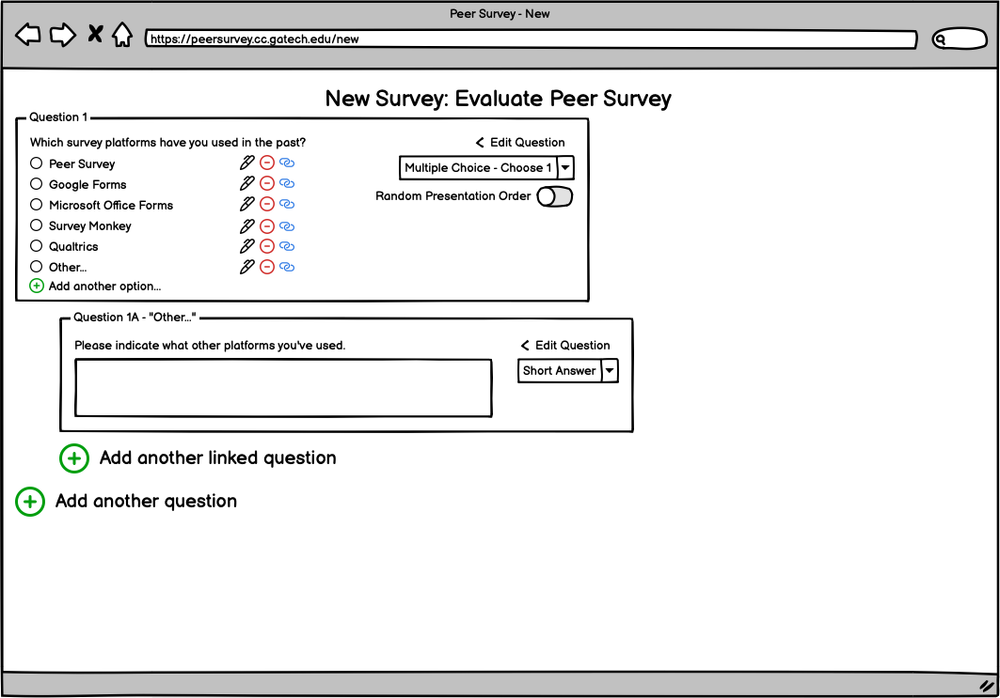 Peer Survey - New
https://peersurvey.cc.gatech.edu/new
New Survey: Evaluate Peer Survey
Question 1
Which survey platforms have you used in the past?
Edit Question
Peer Survey
Multiple Choice - Choose 1
Google Forms
Random Presentation Order
Microsoft Office Forms
Survey Monkey
Qualtrics
Other...
Add another option...
Question 1A - "Other..."
Please indicate what other platforms you've used.
Edit Question
Short Answer
Add another linked question
Add another question